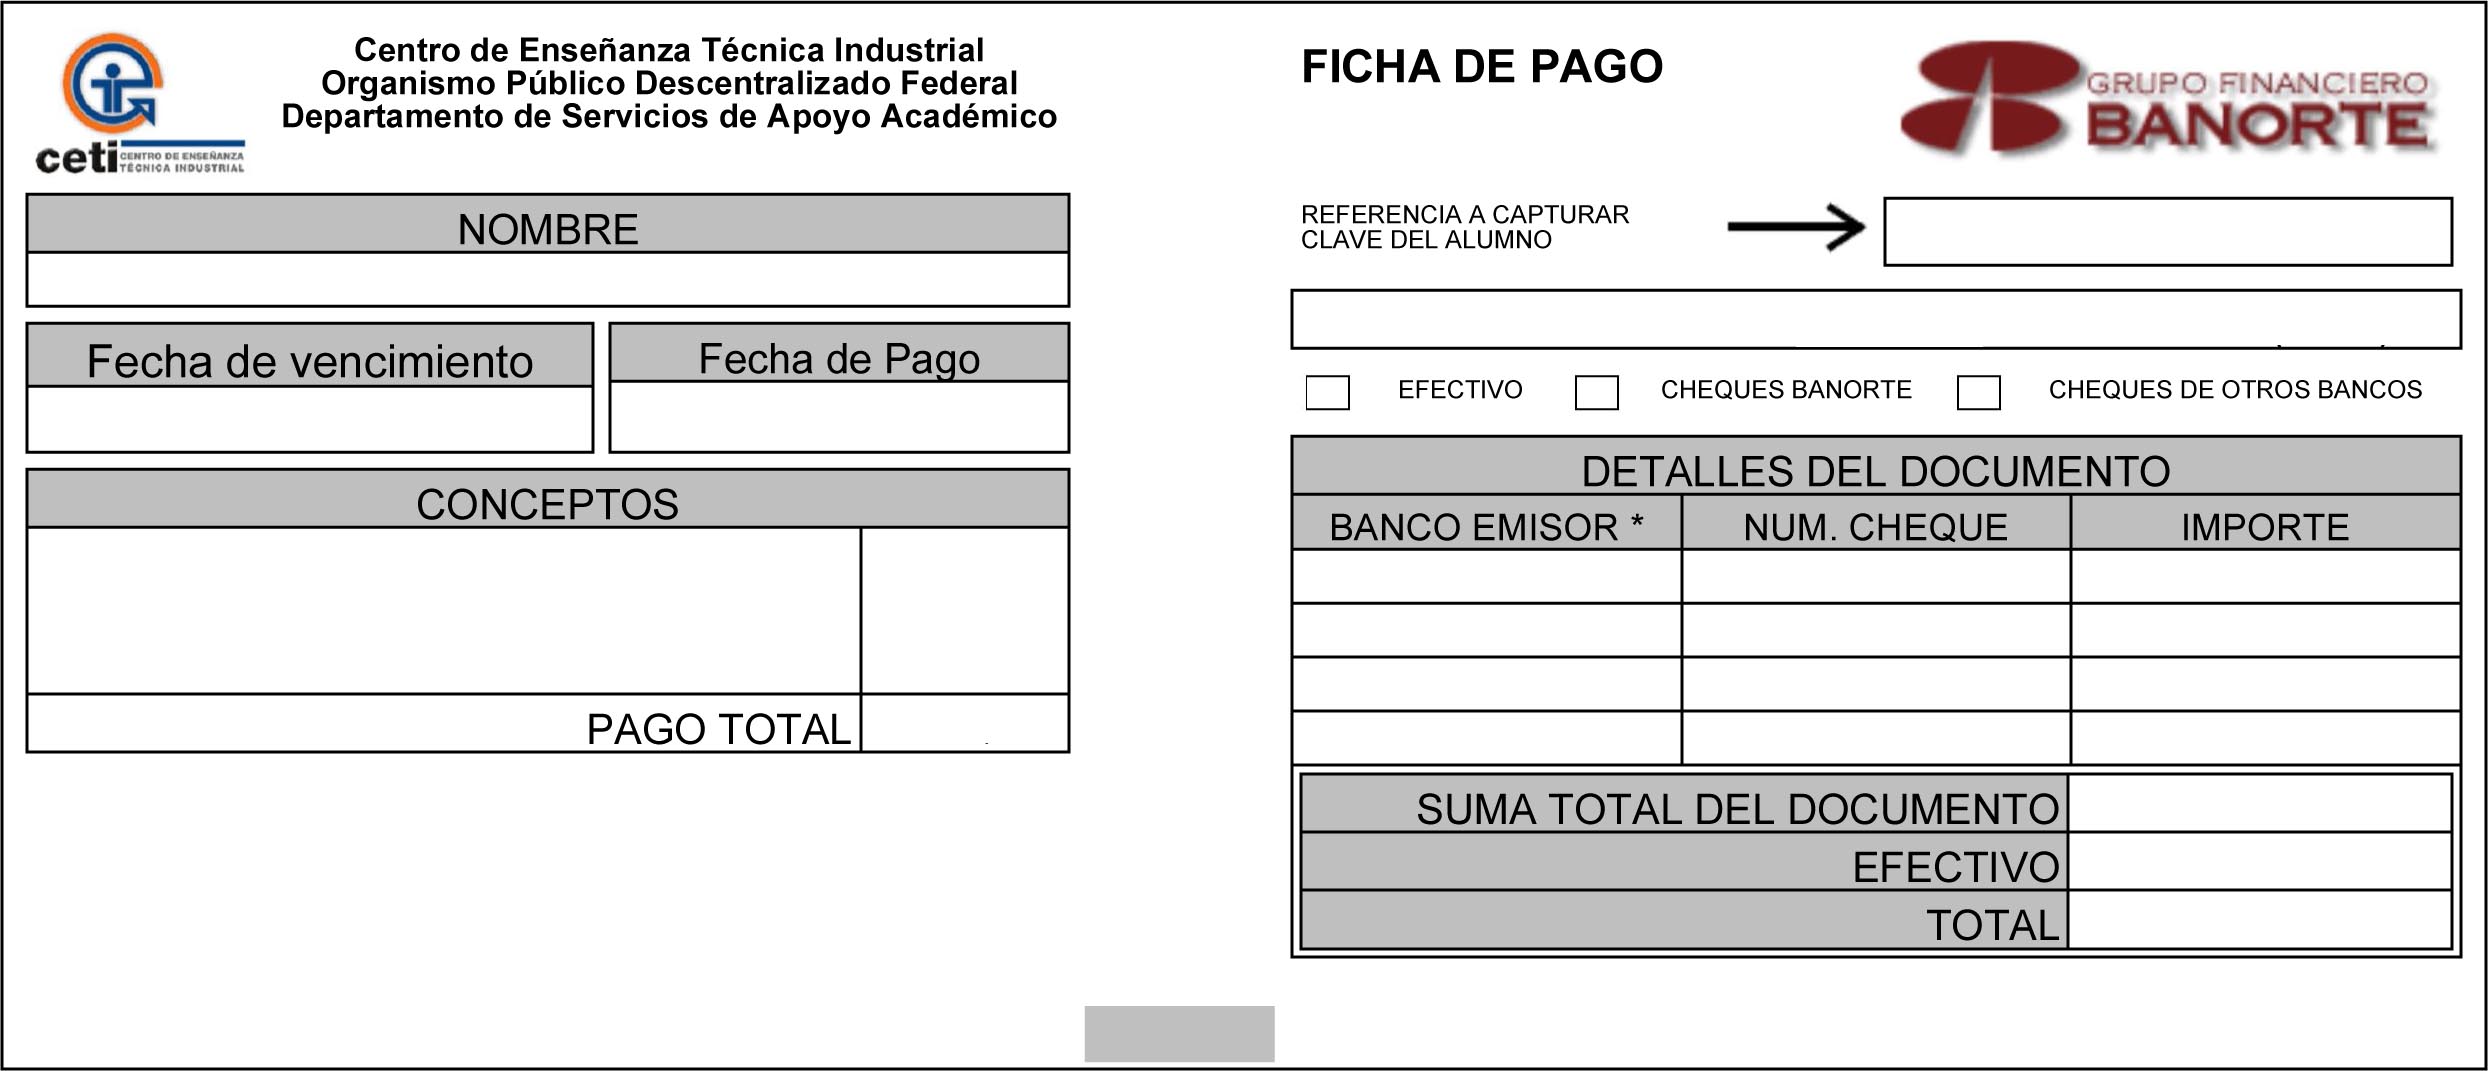 Centro de Enseñanza Técnica Industrial
Organismo Público Descentralizado Federal
Departamento de Servicios de Apoyo Académico
ceti CENTRO DE ENSEÑANZA
TÉCNICA INDUSTRIAL
NOMBRE
Fecha de vencimiento
Fecha de Pago
CONCEPTOS
PAGO TOTAL
FICHA DE PAGO
GRUPO FINANCIERO
BANORTE
REFERENCIA A CAPTURAR
CLAVE DEL ALUMNO
EFECTIVO CHEQUES BANORTE CHEQUES DE OTROS BANCOS
DETALLES DEL DOCUMENTO
BANCO EMISOR * NUM. CHEQUE IMPORTE
SUMA TOTAL DEL DOCUMENTO
EFECTIVO
TOTAL